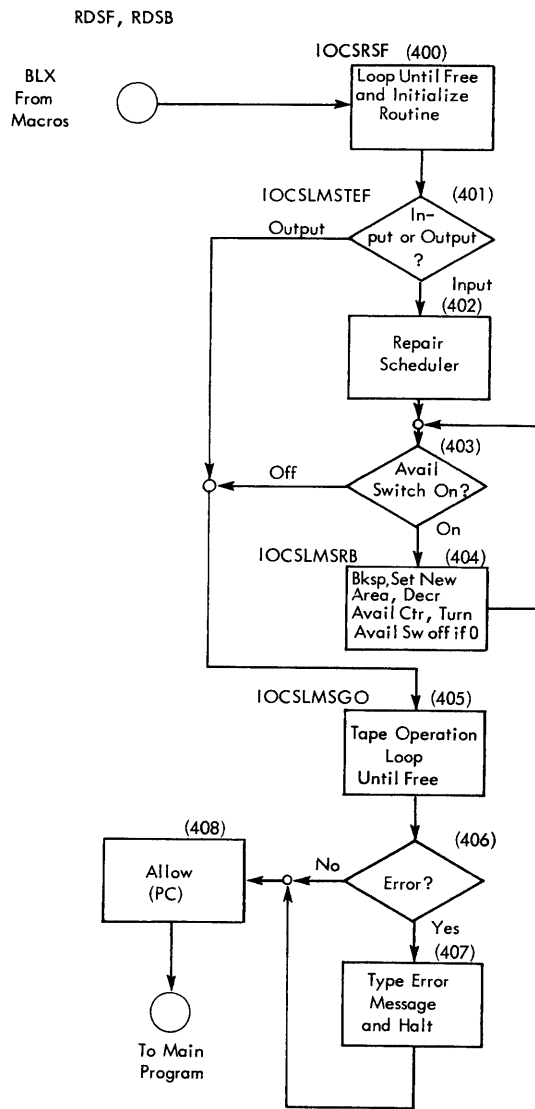 RDSF, RDSB
IOCSRSF (400)
BLX
From
Macros
Loop Until Free
and Initialize
Routine
IOCSLMSTEF (401)
In-
put or Output
?
Output
Input
(402)
Repair
Scheduler
(403)
Avail
Switch On?
Off
On
IOCSLMSRB (404)
Bksp, Set New
Area, Decr
Avail Ctr, Turn
Avail Sw off if 0
IOCSLMSGO (405)
Tape Operation
Loop
Until Free
(408)
(406)
Allow
(PC)
No
Error?
Yes
(407)
Type Error
Message
and Halt
To Main
Program